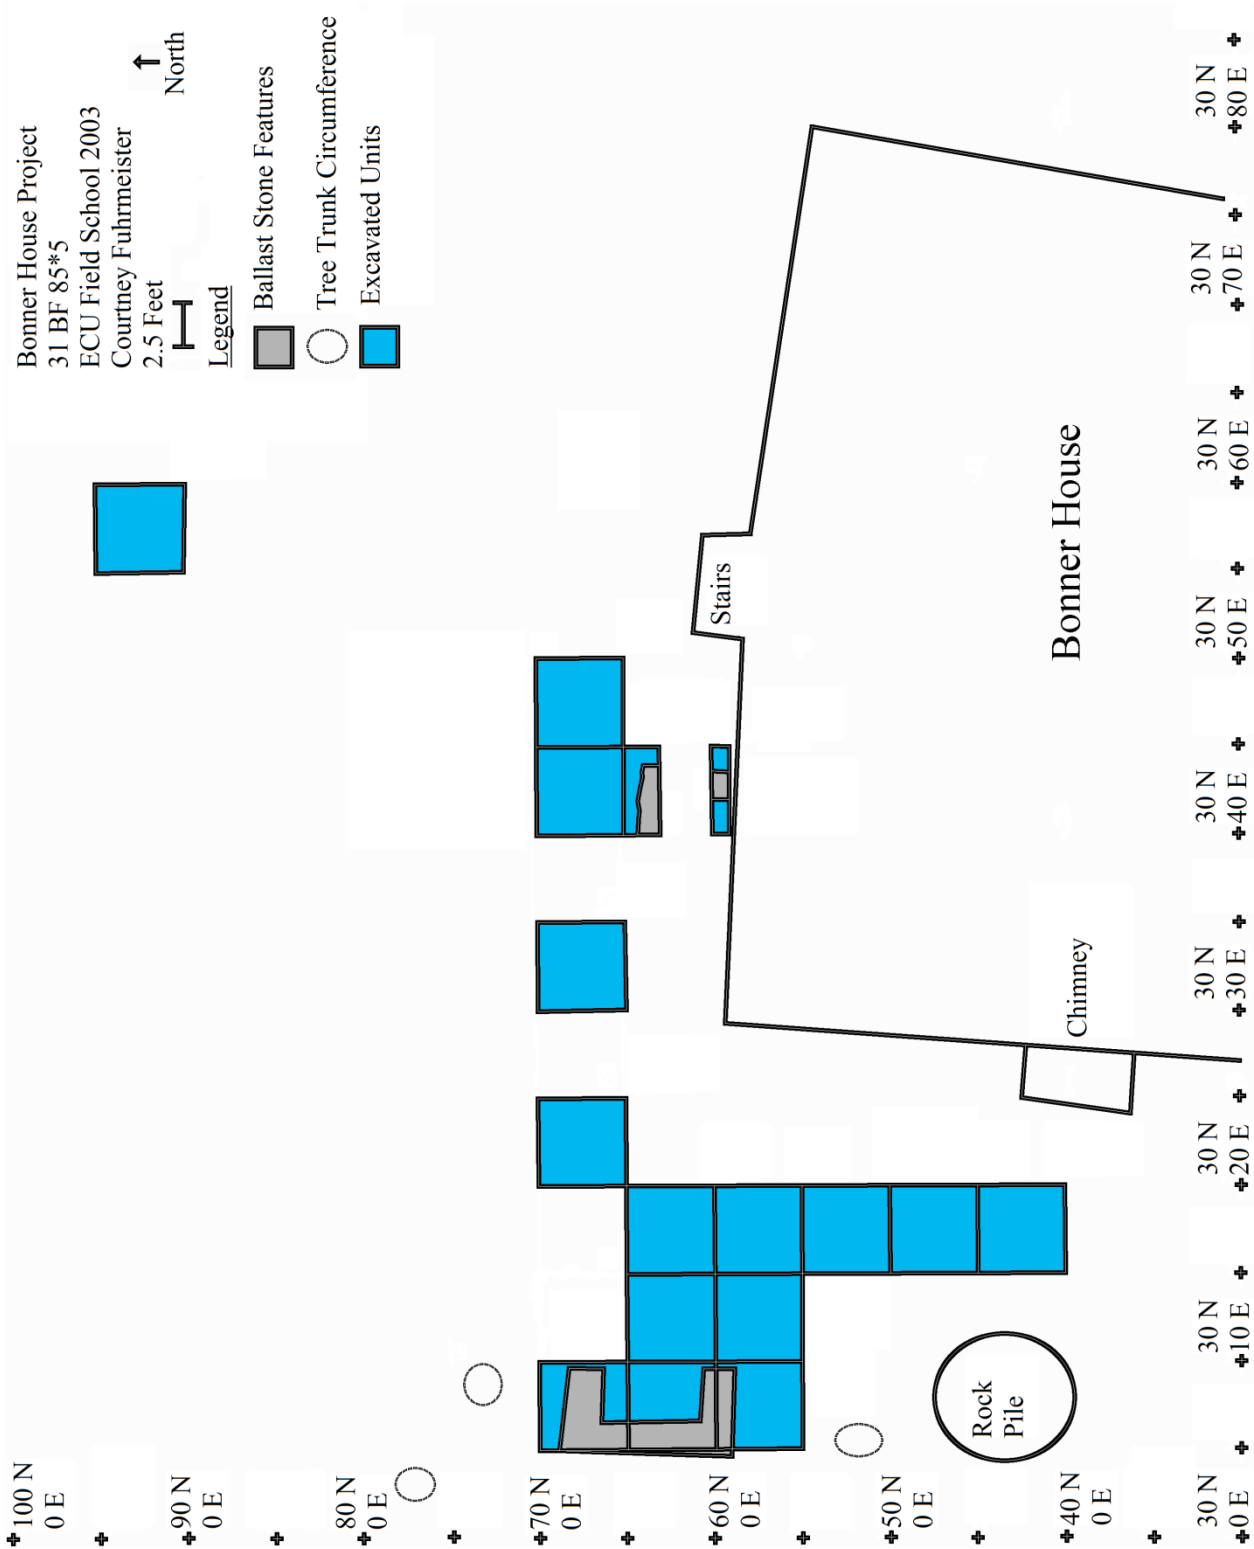 Bonner House Project
31 BF 85*5
ECU Field School 2003
Courtney Fuhrmeister
2.5 Feet
North
Legend
Ballast Stone Features
Tree Trunk Circumference
Excavated Units
100 N
0 E
90 N
0 E
80 N
0 E
70 N
0 E
60 N
0 E
50 N
0 E
40 N
0 E
Stairs
Bonner House
Chimney
Rock
Pile
30 N
0 E
30 N
10 E
30 N
20 E
30 N
30 E
30 N
40 E
30 N
50 E
30 N
60 E
30 N
70 E
30 N
80 E